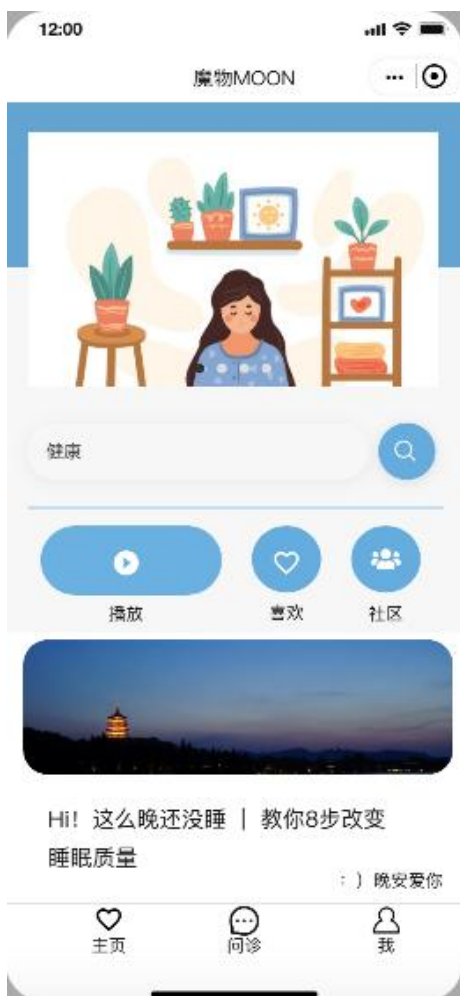 12:00
魔物MOON
健康
播放
喜欢
社区
Hi！这么晚还没睡 | 教你8步改变
睡眠质量
：）晚安爱你
主页
问诊
我